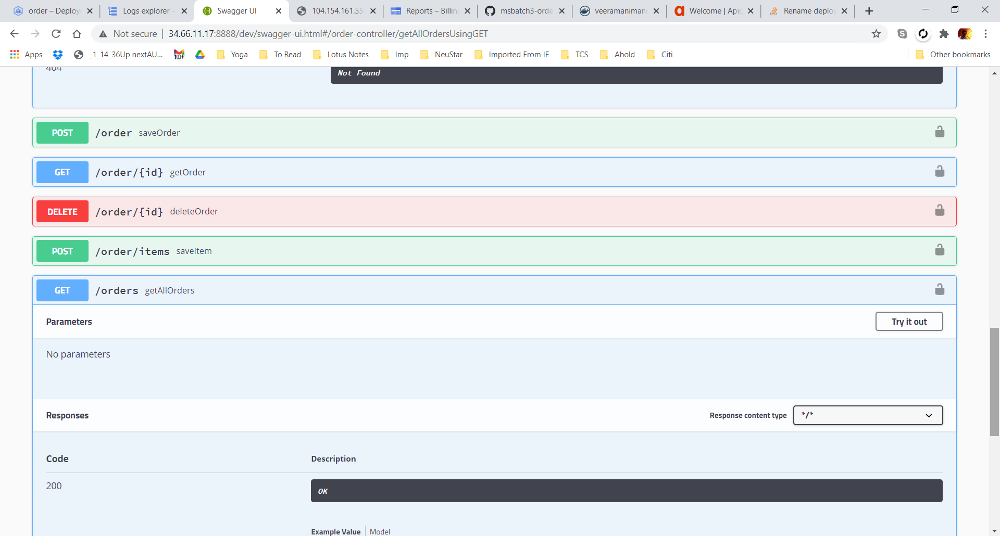 order – Deploy
Logs explorer –
Swagger UI
104.154.161.55
Reports – Billin
msbatch3-orde
veeramanimar
Welcome | Apig
Rename deplo
Not secure
34.66.11.17:8888/dev/swagger-ui.html#/order-controller/getAllOrdersUsingGET
Apps
_1_14_36Up nextAU...
100+
Yoga
To Read
Lotus Notes
Imp
NeuStar
Imported From IE
TCS
Ahold
Citi
Other bookmarks
404
Not Found
POST /order saveOrder
GET /order/{id} getOrder
DELETE /order/{id} deleteOrder
POST /order/items saveItem
GET /orders getAllOrders
Parameters
Try it out
No parameters
Responses
Response content type
*/*
Code
Description
200
OK
Example Value
Model